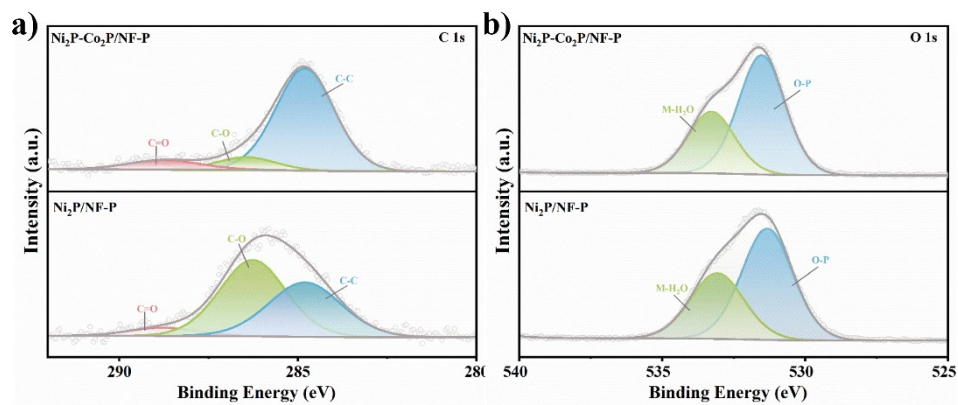 a)
Ni₂P-Co₂P/NF-P
C 1s
C-C
C-O
C=O
Ni₂P/NF-P
C-O
C-C
C=O
290
285
280
Binding Energy (eV)
Intensity (a.u.)
b)
Ni₂P-Co₂P/NF-P
O 1s
O-P
M-H₂O
Ni₂P/NF-P
O-P
M-H₂O
540
535
530
525
Binding Energy (eV)
Intensity (a.u.)